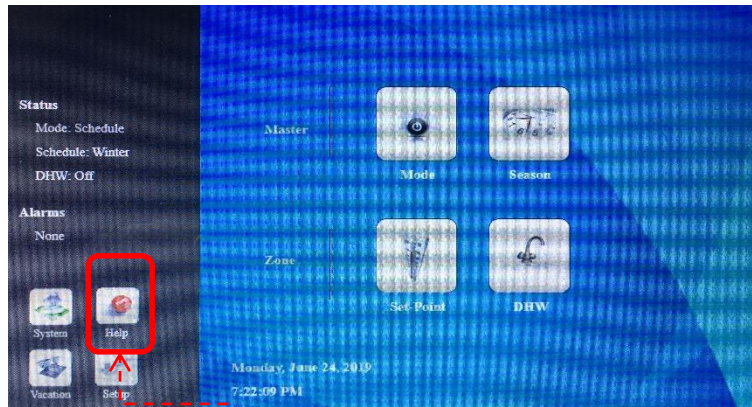 Status
Mode: Schedule
Schedule: Winter
DHW: Off
Alarms
None
System
Help
Vacation
Setup
Master
Mode
Season
Zone
Set-Point
DHW
Monday, June 24, 2019
7:22:09 PM